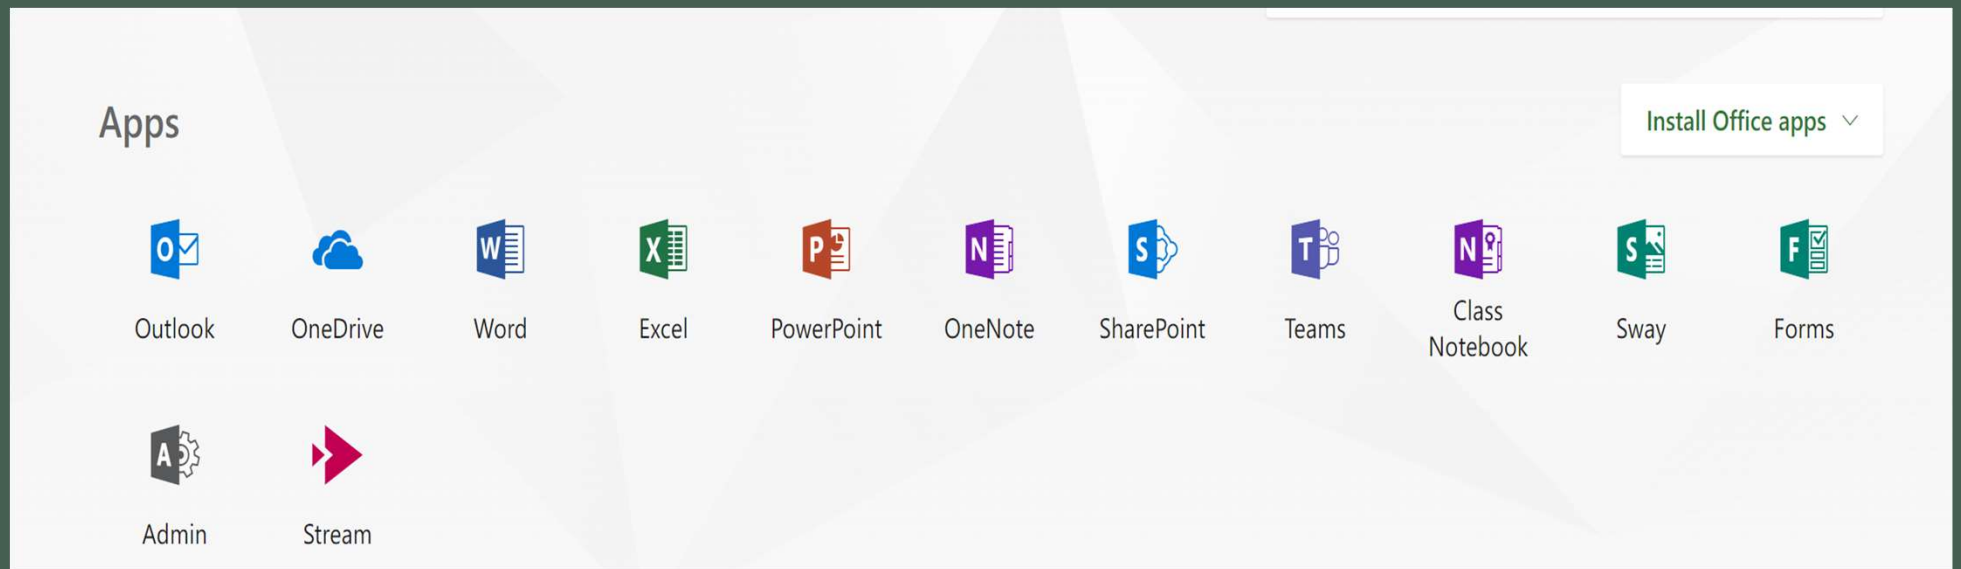 Apps
Install Office apps
Outlook OneDrive Word Excel PowerPoint OneNote SharePoint Teams Class Notebook Sway Forms
Admin Stream